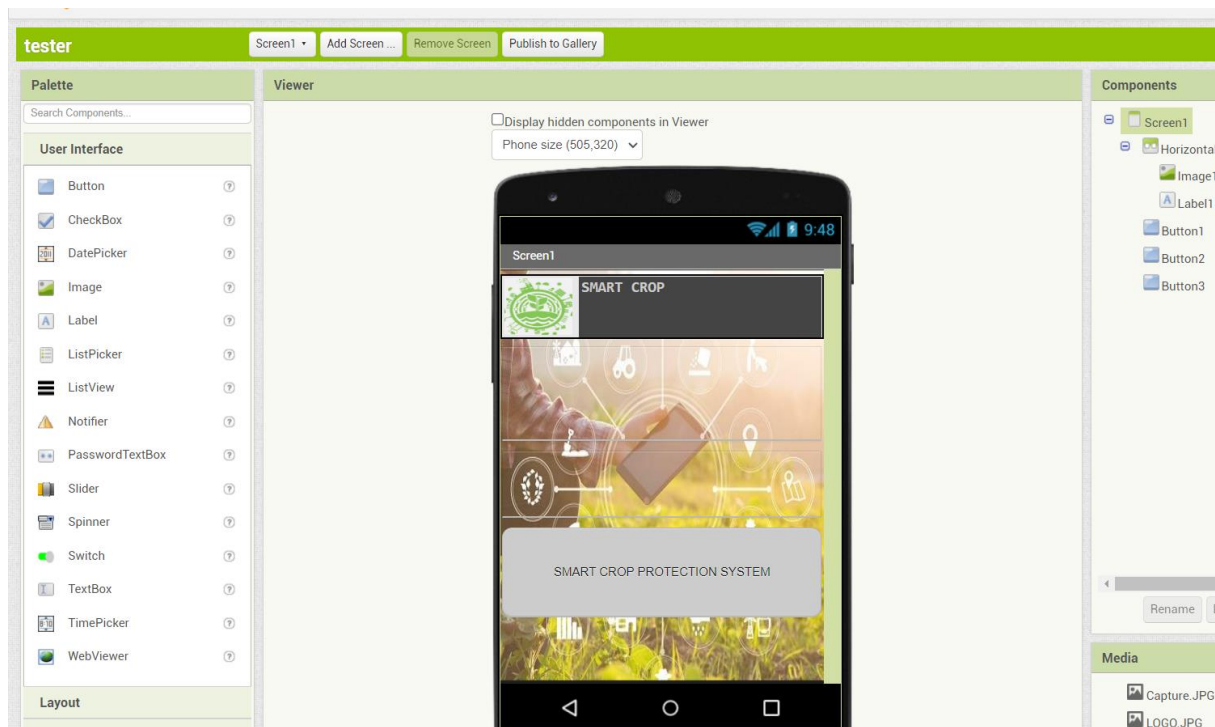 tester
Screen1
Add Screen ...
Remove Screen
Publish to Gallery
Palette
Search Components...
User Interface
Button
CheckBox
DatePicker
Image
Label
ListPicker
ListView
Notifier
PasswordTextBox
Slider
Spinner
Switch
TextBox
TimePicker
WebViewer
Layout
Viewer
Display hidden components in Viewer
Phone size (505,320)
9:48
Screen1
SMART CROP
SMART CROP PROTECTION SYSTEM
Components
Screen1
Horizontal
Image1
Label1
Button1
Button2
Button3
Rename
Media
Capture.JPG
LOGO.JPG